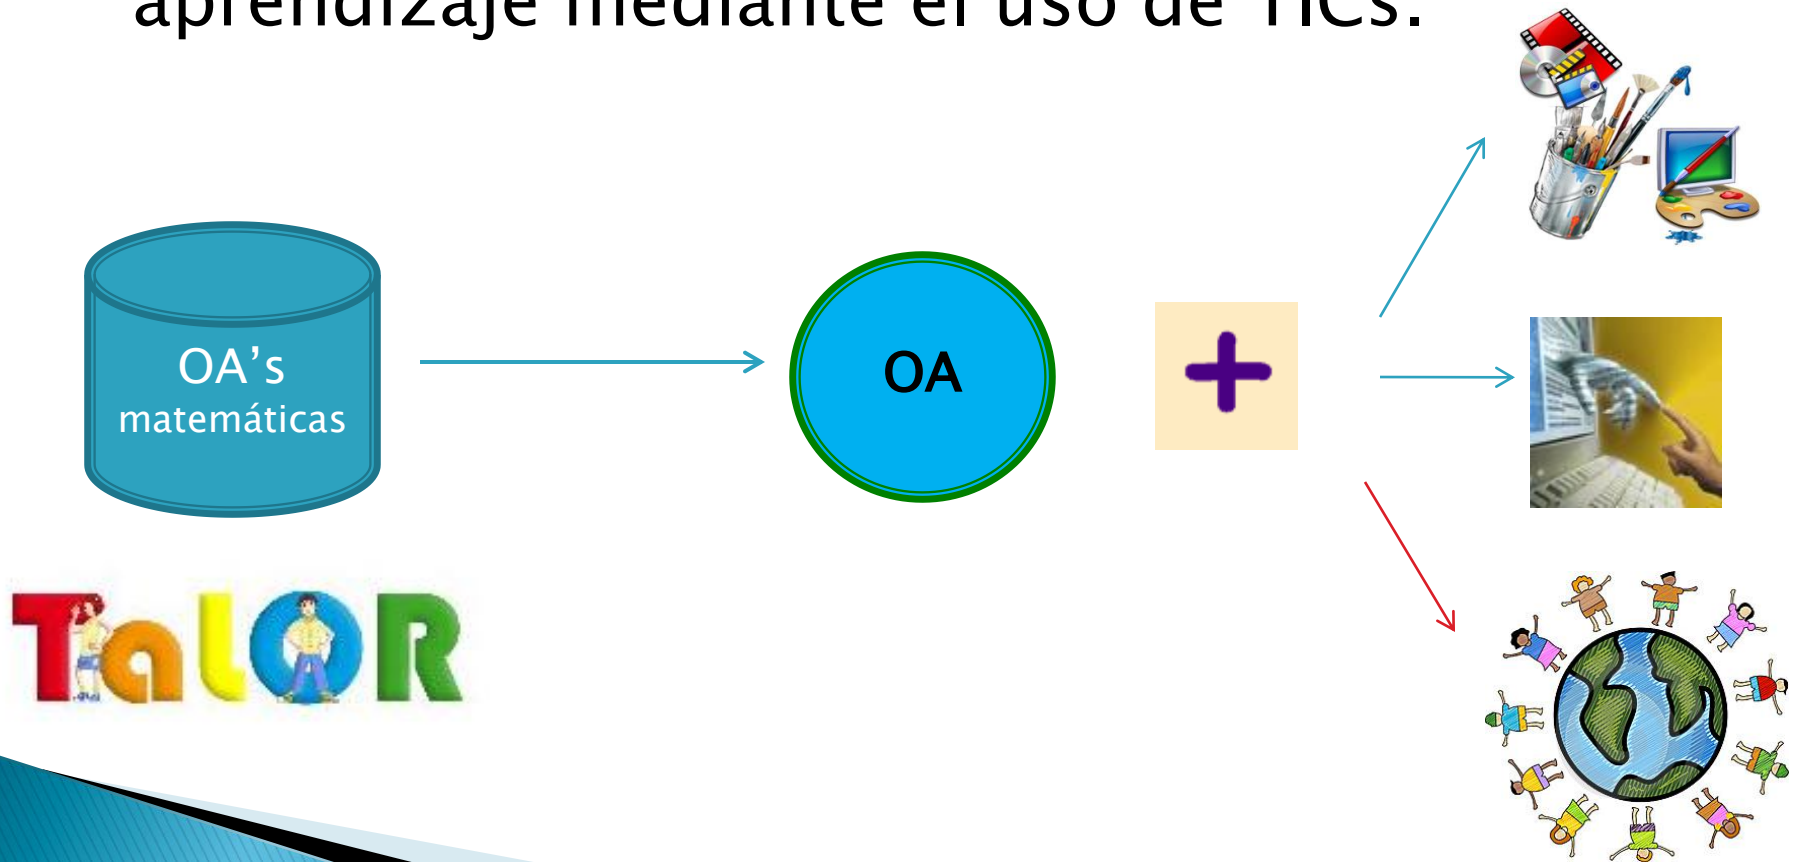 aprendizaje mediante el uso de TICs.
OA's
matemáticas
OA
TaLOR